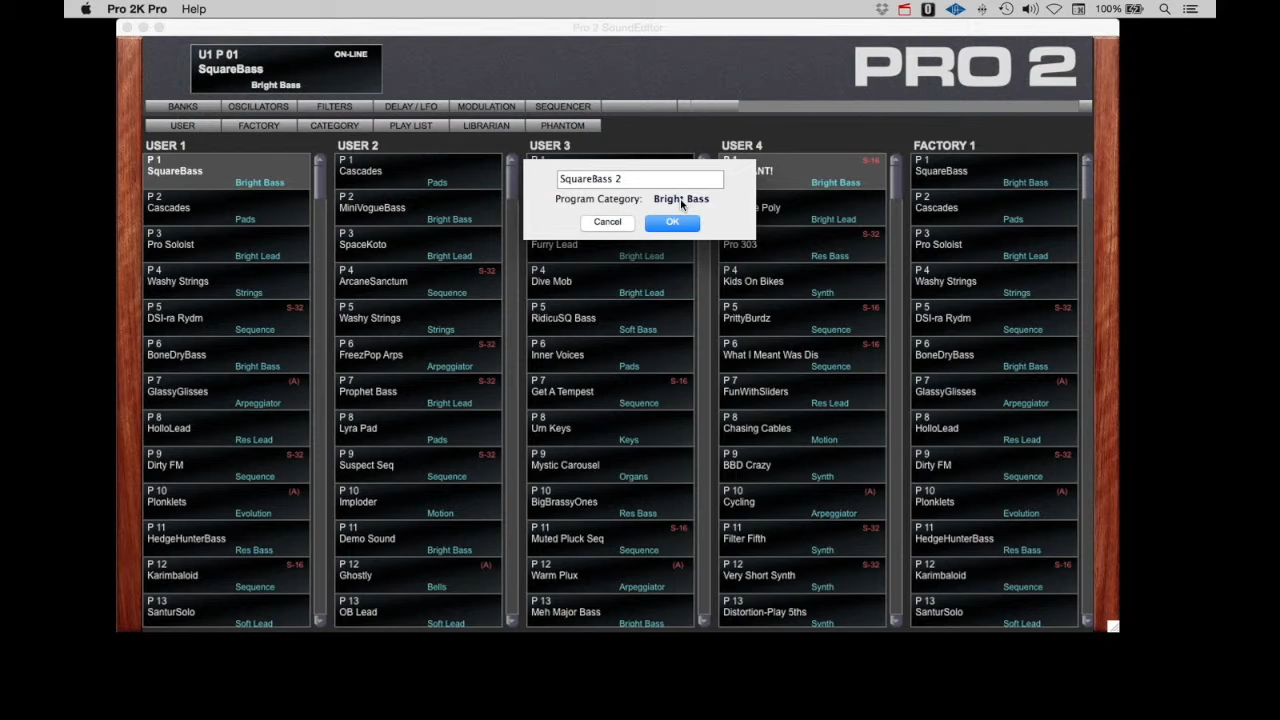 Pro 2K Pro Help
100%
Pro 2 SoundEditor
U1 P 01 ON-LINE
SquareBass
Bright Bass
PRO 2
BANKS OSCILLATORS FILTERS DELAY / LFO MODULATION SEQUENCER
USER FACTORY CATEGORY PLAY LIST LIBRARIAN PHANTOM
USER 1
P 1
SquareBass
Bright Bass
P 2
Cascades
Pads
P 3
Pro Soloist
Bright Lead
P 4
Washy Strings
Strings
P 5 S-32
DSI-ra Rydm
Sequence
P 6
BoneDryBass
Bright Bass
P 7 (A)
GlassyGlisses
Arpeggiator
P 8
HolloLead
Res Lead
P 9 S-32
Dirty FM
Sequence
P 10 (A)
Plonklets
Evolution
P 11
HedgeHunterBass
Res Bass
P 12 S-16
Karimbaloid
Sequence
P 13
SanturSolo
Soft Lead
USER 2
P 1
Cascades
Pads
P 2
MiniVogueBass
Bright Bass
P 3
SpaceKoto
Bright Lead
P 4 S-32
ArcaneSanctum
Sequence
P 5
Washy Strings
Strings
P 6 S-32
FreezPop Arps
Arpeggiator
P 7 S-32
Prophet Bass
Bright Lead
P 8
Lyra Pad
Pads
P 9 S-32
Suspect Seq
Sequence
P 10
Imploder
Motion
P 11
Demo Sound
Bright Bass
P 12 (A)
Ghostly
Bells
P 13
OB Lead
Soft Lead
USER 3
SquareBass 2
Program Category: Bright Bass
Cancel OK
Furry Lead
Bright Lead
P 4
Dive Mob
Bright Lead
P 5
RidicuSQ Bass
Soft Bass
P 6
Inner Voices
Pads
P 7 S-16
Get A Tempest
Sequence
P 8
Urn Keys
Keys
P 9
Mystic Carousel
Organs
P 10
BigBrassyOnes
Res Bass
P 11 S-16
Muted Pluck Seq
Sequence
P 12 (A)
Warm Plux
Arpeggiator
P 13
Meh Major Bass
Bright Bass
USER 4
S-16
ANT!
Bright Bass
Poly
Bright Lead
S-32
Pro 303
Res Bass
P 4
Kids On Bikes
Synth
P 5 S-16
PrittyBurdz
Sequence
P 6 S-16
What I Meant Was Dis
Sequence
P 7
FunWithSliders
Res Lead
P 8
Chasing Cables
Motion
P 9
BBD Crazy
Synth
P 10 (A)
Cycling
Arpeggiator
P 11 S-32
Filter Fifth
Synth
P 12 S-32
Very Short Synth
Synth
P 13
Distortion-Play 5ths
Synth
FACTORY 1
P 1
SquareBass
Bright Bass
P 2
Cascades
Pads
P 3
Pro Soloist
Bright Lead
P 4
Washy Strings
Strings
P 5 S-32
DSI-ra Rydm
Sequence
P 6
BoneDryBass
Bright Bass
P 7 (A)
GlassyGlisses
Arpeggiator
P 8
HolloLead
Res Lead
P 9 S-32
Dirty FM
Sequence
P 10 (A)
Plonklets
Evolution
P 11
HedgeHunterBass
Res Bass
P 12 S-16
Karimbaloid
Sequence
P 13
SanturSolo
Soft Lead